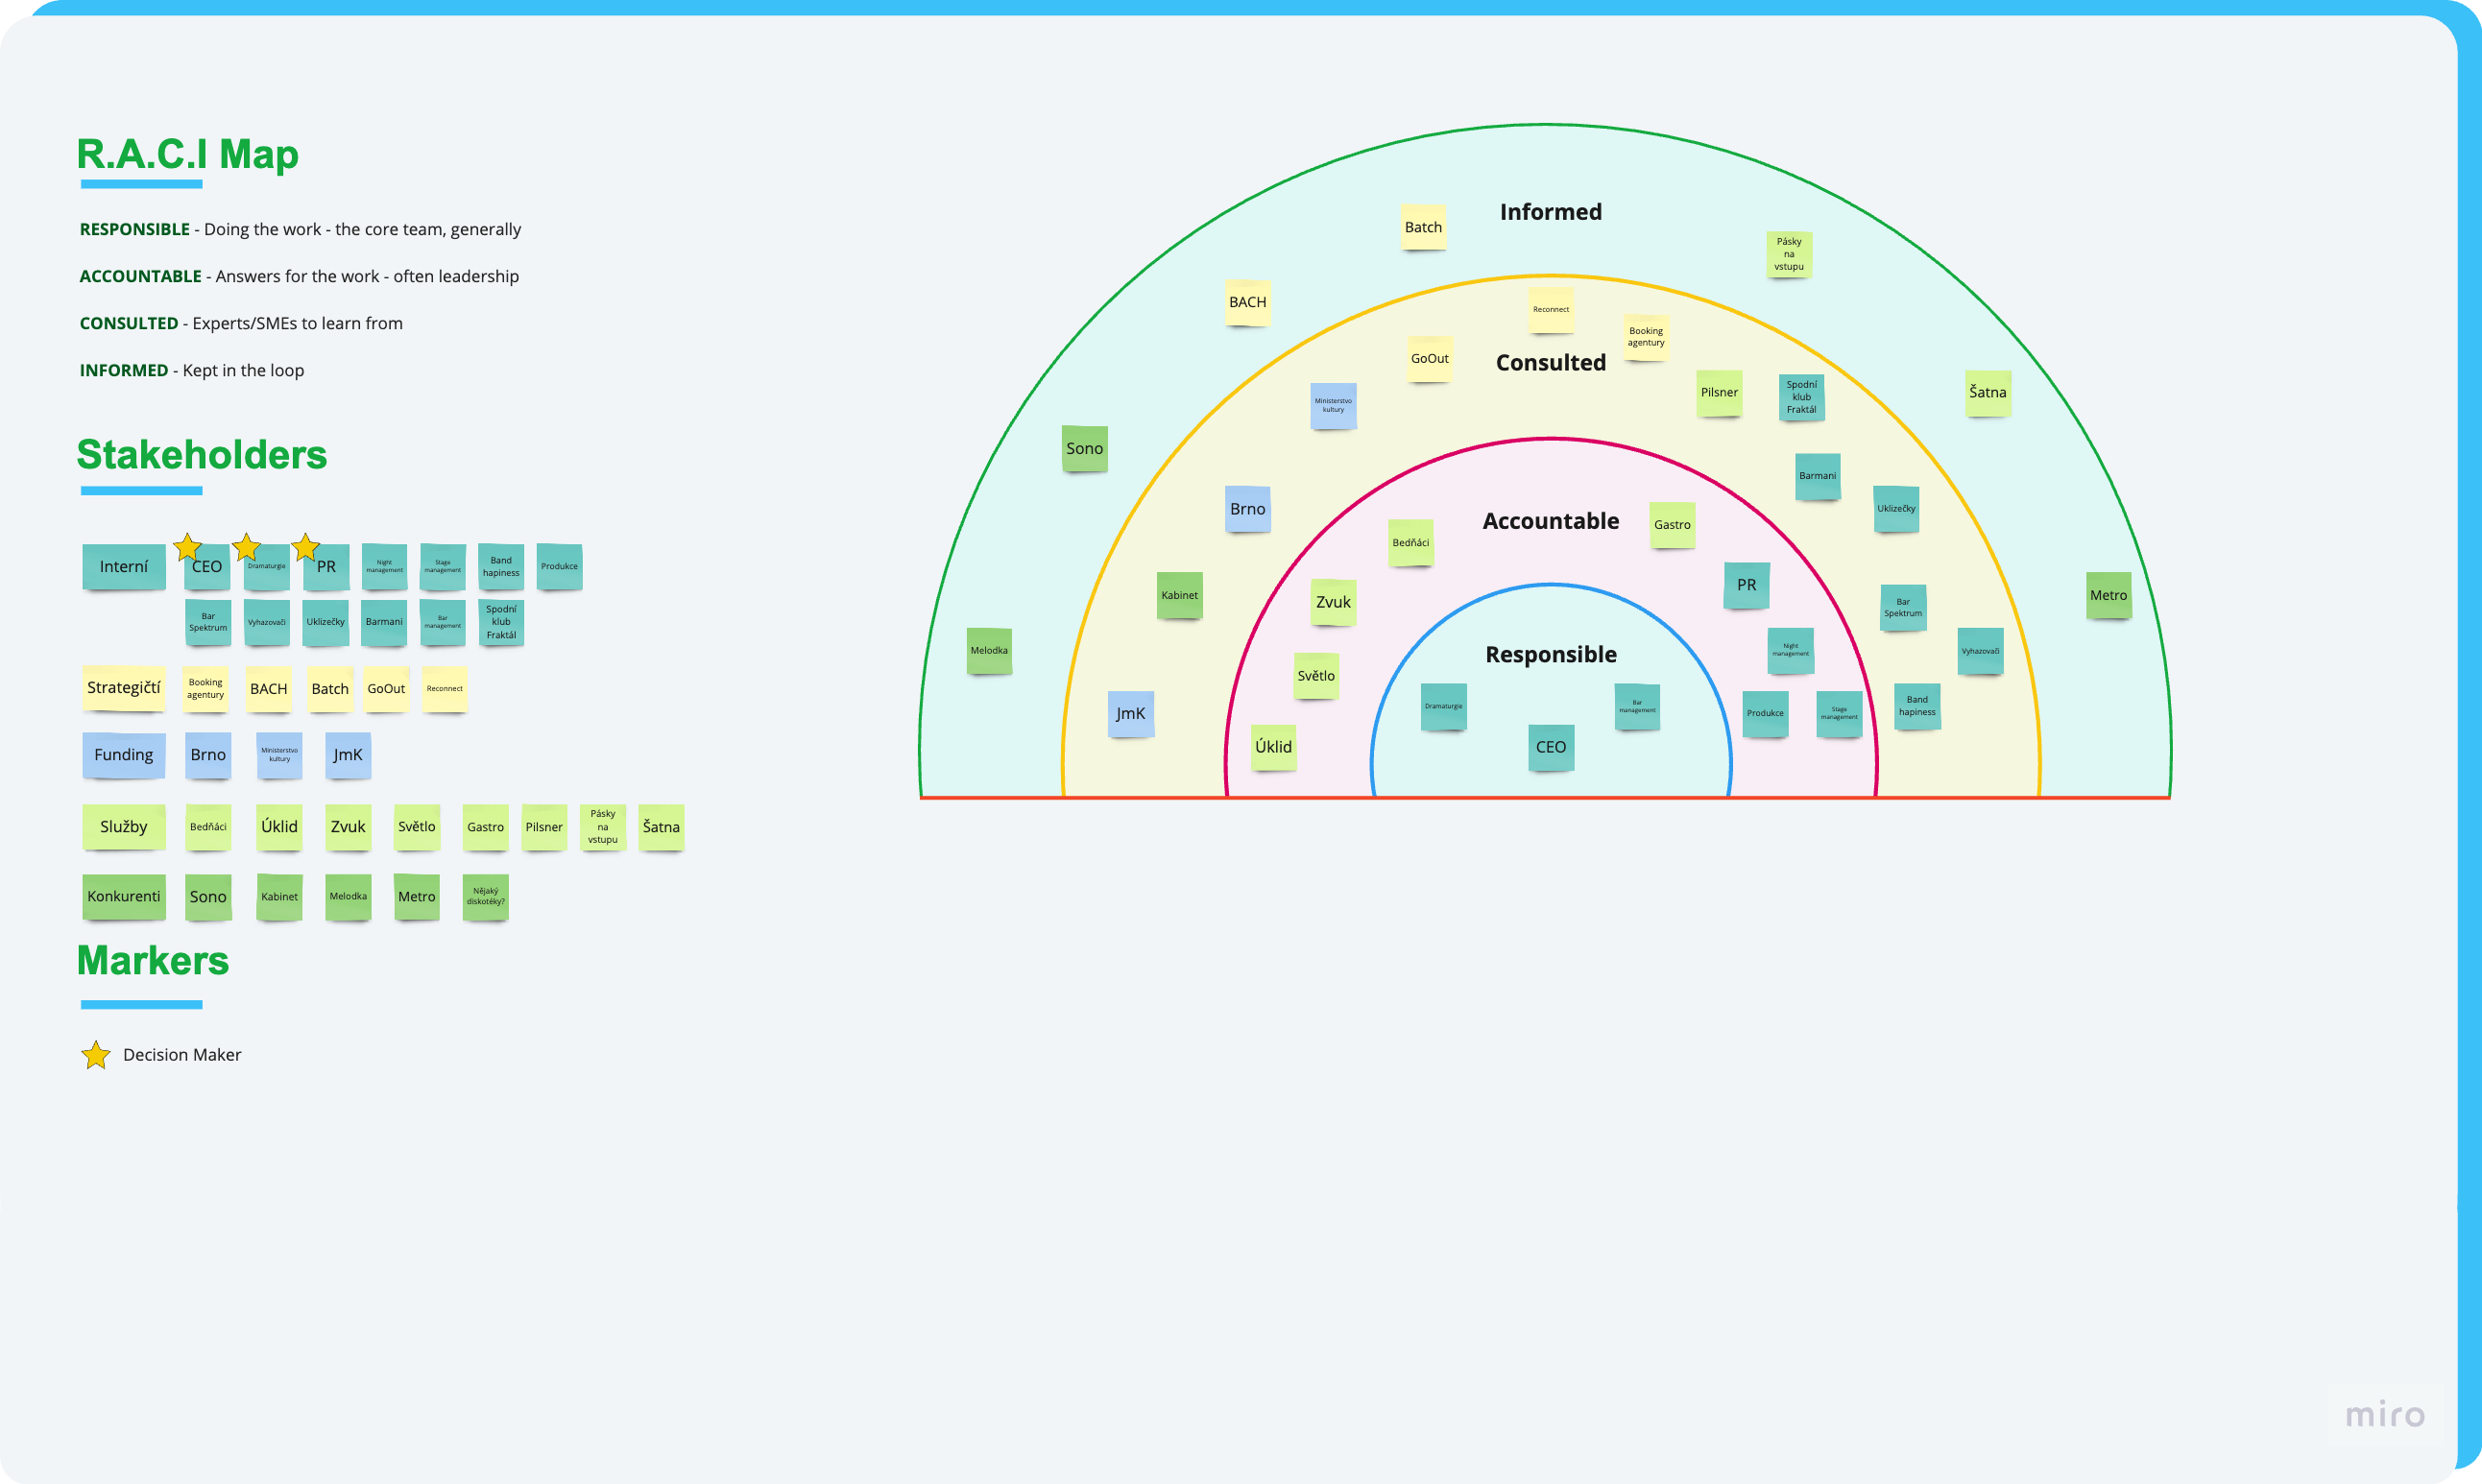 R.A.C.I Map
RESPONSIBLE - Doing the work - the core team, generally
ACCOUNTABLE - Answers for the work - often leadership
CONSULTED - Experts/SMEs to learn from
INFORMED - Kept in the loop
Stakeholders
Interní
CEO
Dramaturgie
PR
Night
management
Stage
management
Band
hapiness
Produkce
Bar
Spektrum
Vyhazovači
Uklizečky
Barmani
Bar
management
Spodní
klub
Fraktál
Strategičtí
Booking
agentury
BACH
Batch
GoOut
Reconnect
Funding
Brno
Ministerstvo
kultury
JmK
Služby
Bedňáci
Úklid
Zvuk
Světlo
Gastro
Pilsner
Pásky
na
vstupu
Šatna
Konkurenti
Sono
Kabinet
Melodka
Metro
Nějaký
diskotéky?
Markers
Decision Maker
Informed
Batch
Pásky
na
vstupu
BACH
Šatna
Sono
Metro
Melodka
Consulted
Reconnect
Booking
agentury
GoOut
Ministerstvo
kultury
Pilsner
Spodní
klub
Fraktál
Barmani
Brno
Uklizečky
Kabinet
Bar
Spektrum
Vyhazovači
JmK
Band
hapiness
Accountable
Gastro
Bedňáci
PR
Zvuk
Night
management
Světlo
Produkce
Stage
management
Úklid
Responsible
Dramaturgie
Bar
management
CEO
miro